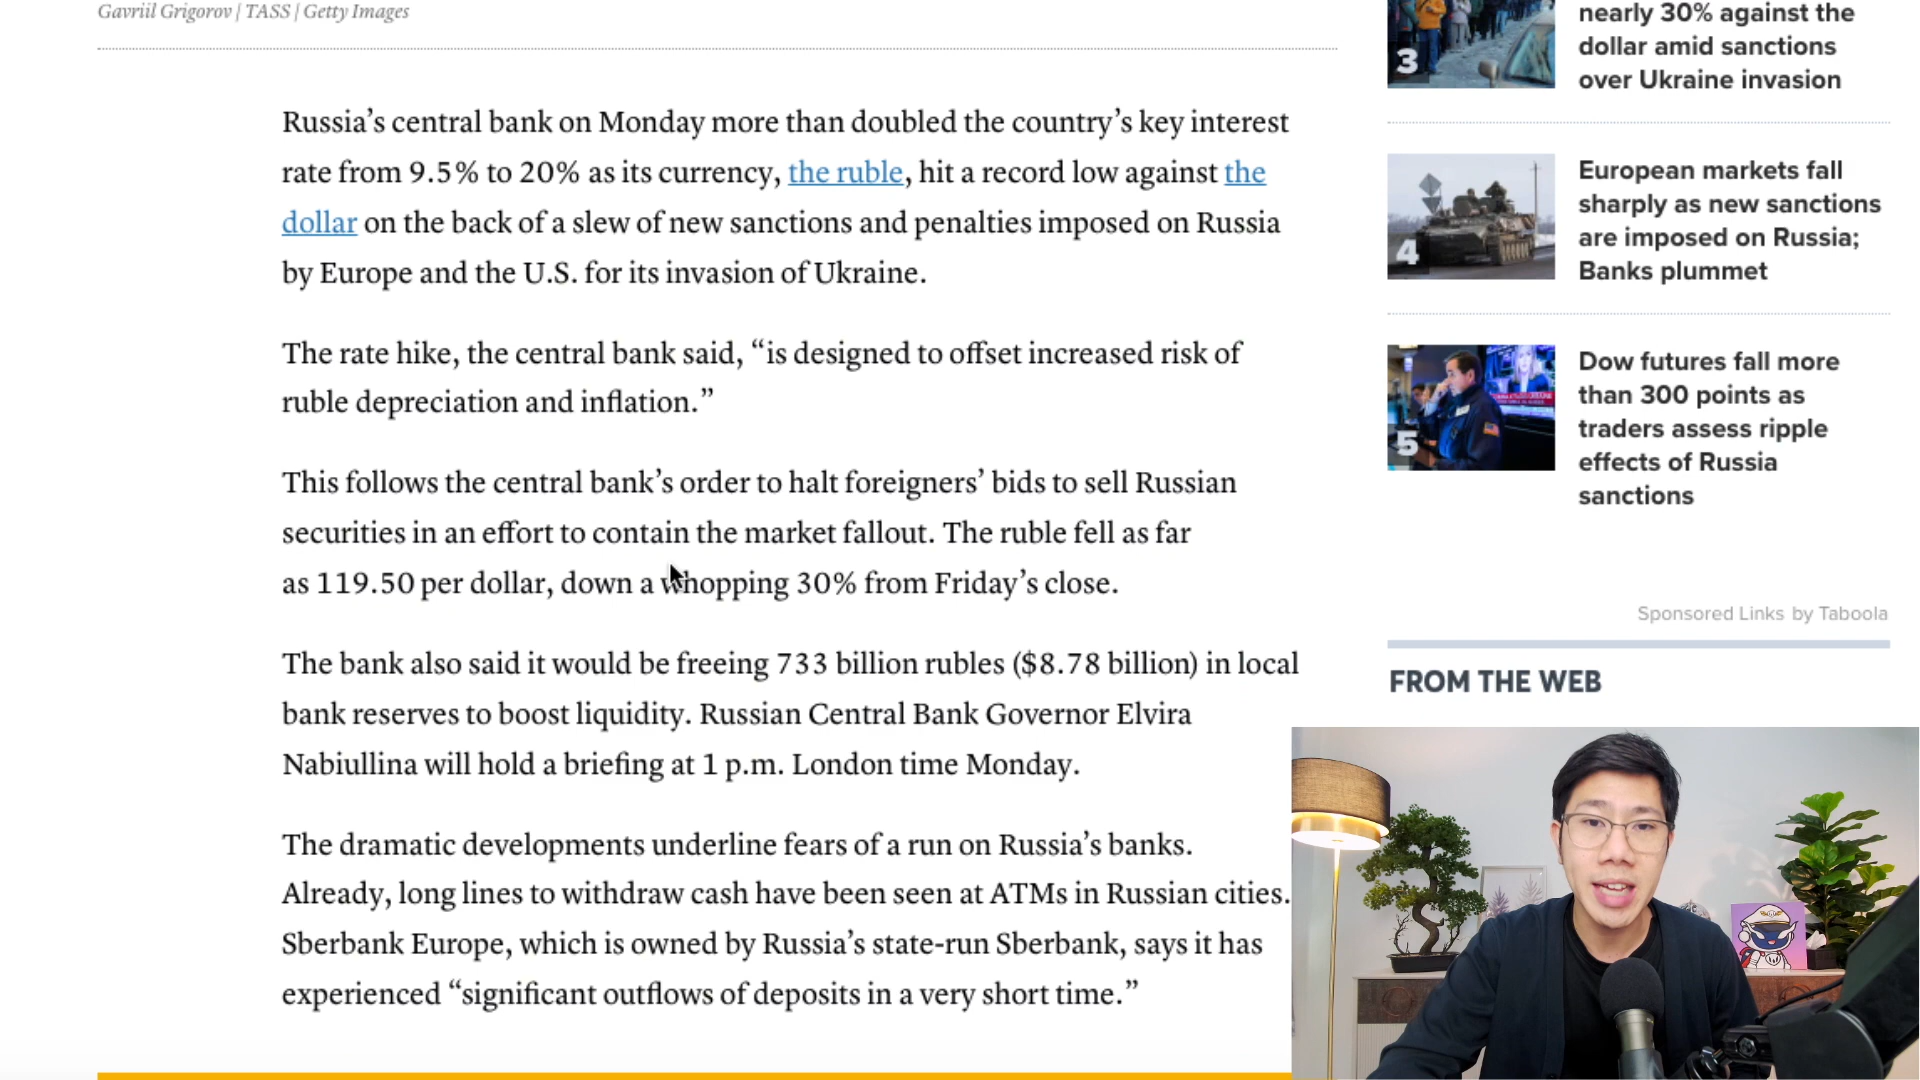 Gavriil Grigorov | TASS | Getty Images
Russia’s central bank on Monday more than doubled the country’s key interest
rate from 9.5% to 20% as its currency, the ruble, hit a record low against the
dollar on the back of a slew of new sanctions and penalties imposed on Russia
by Europe and the U.S. for its invasion of Ukraine.
The rate hike, the central bank said, “is designed to offset increased risk of
ruble depreciation and inflation.”
This follows the central bank’s order to halt foreigners’ bids to sell Russian
securities in an effort to contain the market fallout. The ruble fell as far
as 119.50 per dollar, down a whopping 30% from Friday’s close.
The bank also said it would be freeing 733 billion rubles ($8.78 billion) in local
bank reserves to boost liquidity. Russian Central Bank Governor Elvira
Nabiullina will hold a briefing at 1 p.m. London time Monday.
The dramatic developments underline fears of a run on Russia’s banks.
Already, long lines to withdraw cash have been seen at ATMs in Russian cities.
Sberbank Europe, which is owned by Russia’s state-run Sberbank, says it has
experienced “significant outflows of deposits in a very short time.”
3
nearly 30% against the
dollar amid sanctions
over Ukraine invasion
4
European markets fall
sharply as new sanctions
are imposed on Russia;
Banks plummet
5
Dow futures fall more
than 300 points as
traders assess ripple
effects of Russia
sanctions
Sponsored Links by Taboola
FROM THE WEB